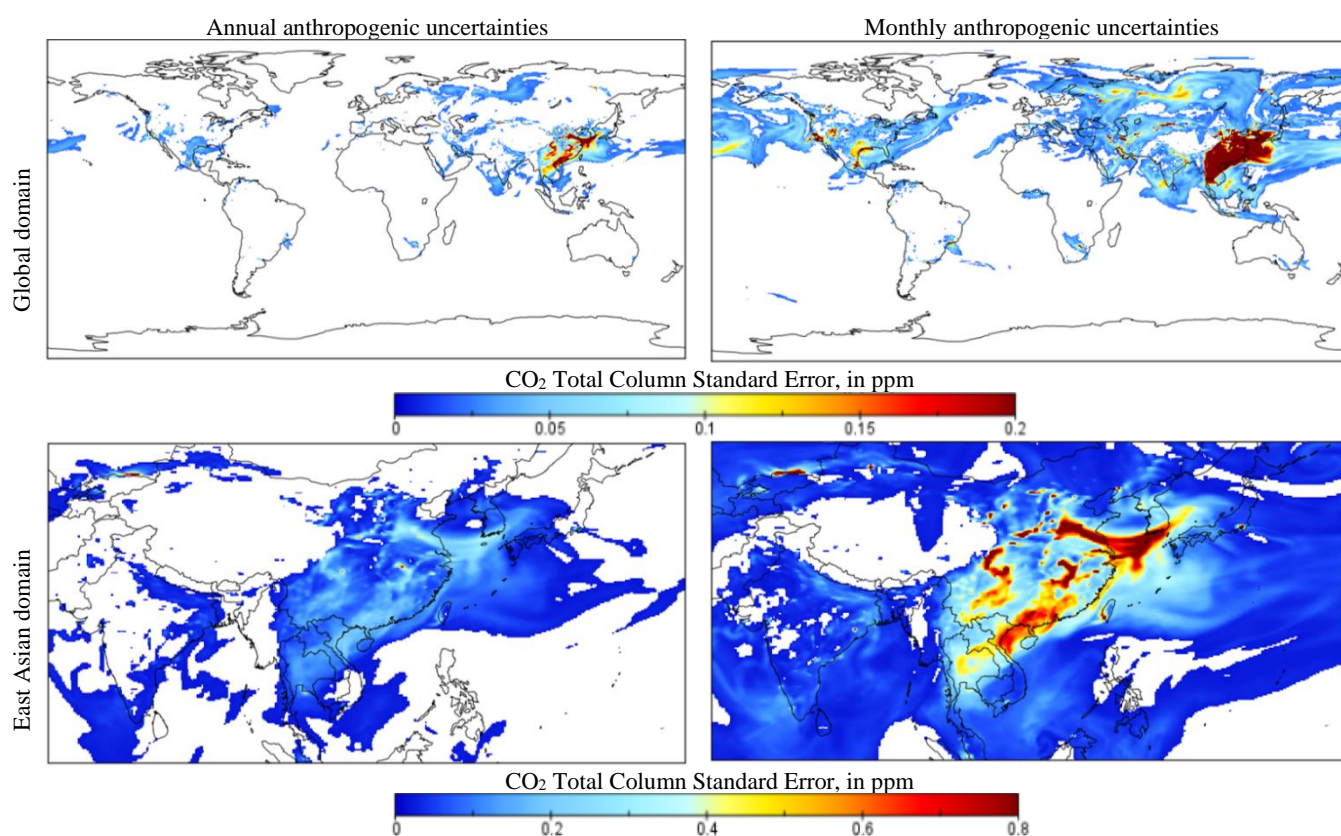 Annual anthropogenic uncertainties
Monthly anthropogenic uncertainties
Global domain
CO₂ Total Column Standard Error, in ppm
0 0.05 0.1 0.15 0.2
East Asian domain
CO₂ Total Column Standard Error, in ppm
0 0.2 0.4 0.6 0.8